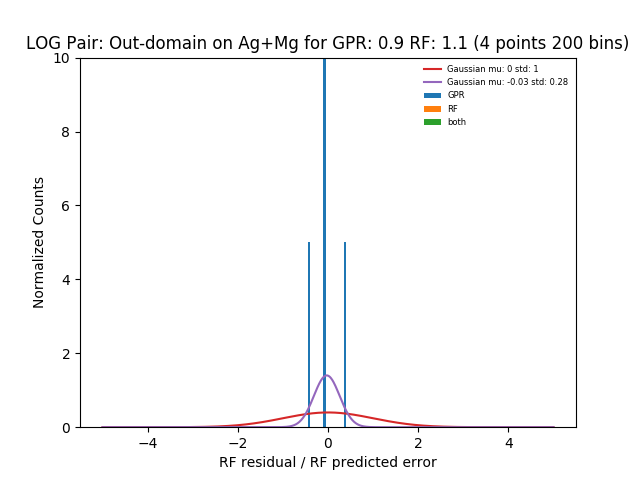 LOG Pair: Out-domain on Ag+Mg for GPR: 0.9 RF: 1.1 (4 points 200 bins)
Gaussian mu: 0 std: 1
Gaussian mu: -0.03 std: 0.28
GPR
RF
both
Normalized Counts
10
8
6
4
2
0
−4 −2 0 2 4
RF residual / RF predicted error